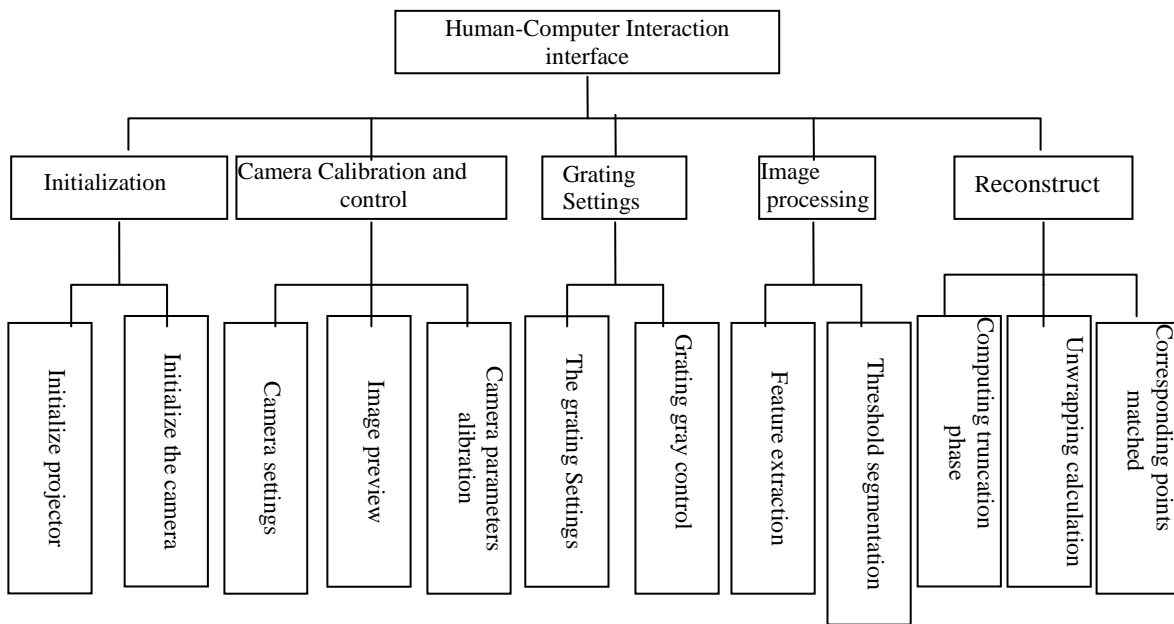 Human-Computer Interaction
interface
Initialization
Camera Calibration and
control
Grating
Settings
Image
processing
Reconstruct
Initialize projector
Initialize the camera
Camera settings
Image preview
Camera parameters
alibration
The grating Settings
Grating gray control
Feature extraction
Threshold segmentation
Computing truncation
phase
Unwrapping calculation
Corresponding points
matched